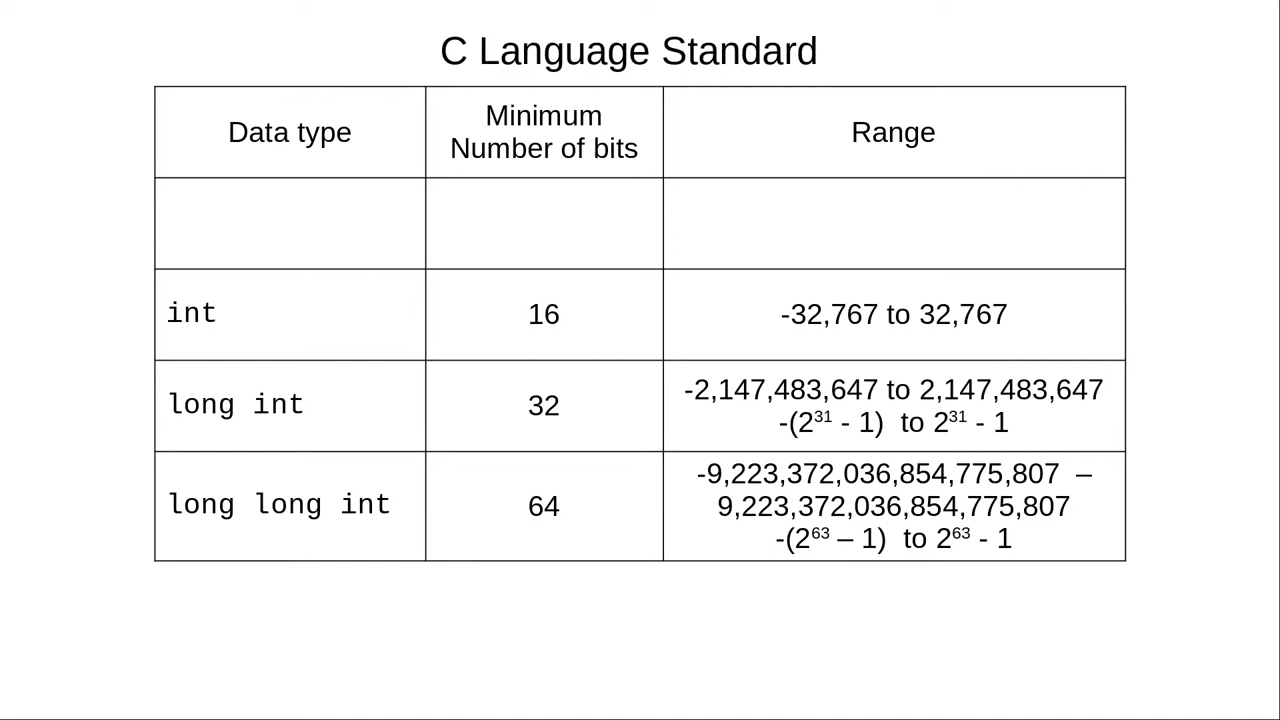 C Language Standard
Data type
Minimum
Number of bits
Range
int
16
-32,767 to 32,767
long int
32
-2,147,483,647 to 2,147,483,647
-(2³¹ - 1)  to 2³¹ - 1
long long int
64
-9,223,372,036,854,775,807  –
9,223,372,036,854,775,807
-(2⁶³ – 1)  to 2⁶³ - 1